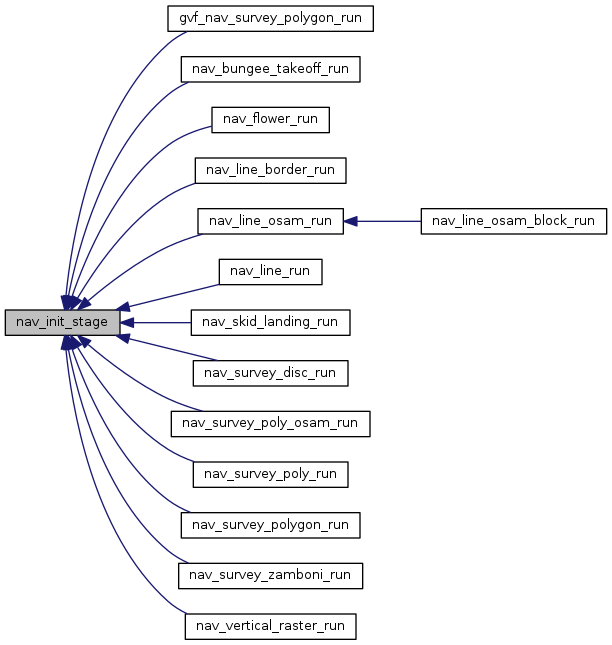 gvf_nav_survey_polygon_run
nav_bungee_takeoff_run
nav_flower_run
nav_line_border_run
nav_line_osam_run
nav_line_osam_block_run
nav_line_run
nav_init_stage
nav_skid_landing_run
nav_survey_disc_run
nav_survey_poly_osam_run
nav_survey_poly_run
nav_survey_polygon_run
nav_survey_zamboni_run
nav_vertical_raster_run